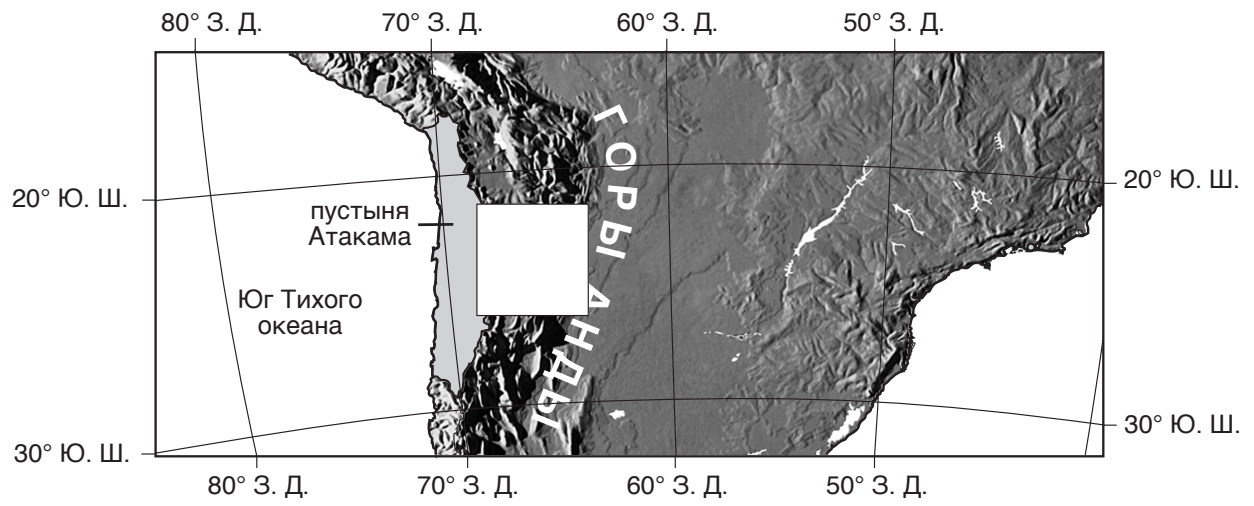 80° З. Д. 70° З. Д. 60° З. Д. 50° З. Д.
20° Ю. Ш.
20° Ю. Ш.
пустыня
Атакама
ГОРЫ АНДЫ
Юг Тихого
океана
30° Ю. Ш.
30° Ю. Ш.
80° З. Д. 70° З. Д. 60° З. Д. 50° З. Д.